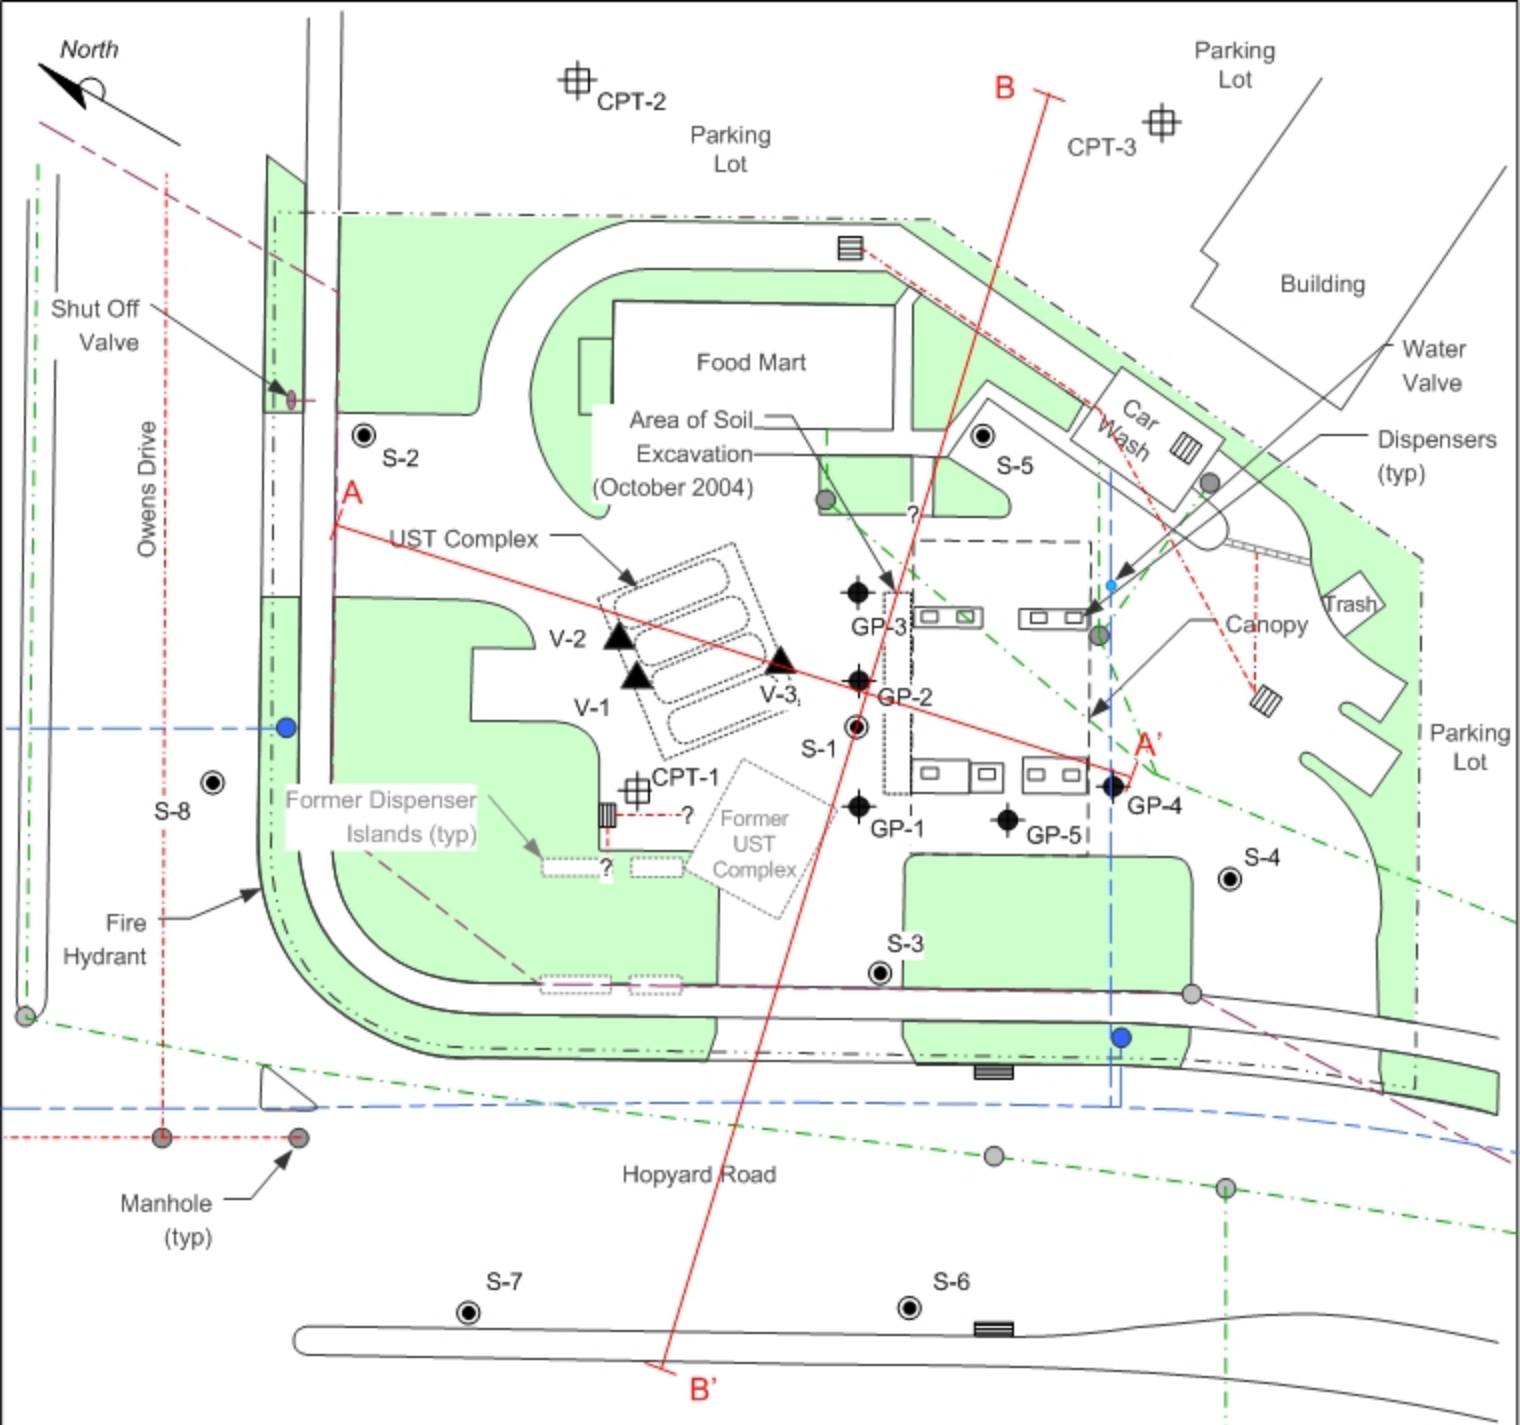 North
CPT-2
B
Parking
Lot
CPT-3
Parking
Lot
Building
Shut Off
Valve
Food Mart
Water
Valve
Car
Wash
Area of Soil
Excavation
(October 2004)
Dispensers
(typ)
S-2
S-5
Owens Drive
A
?
UST Complex
V-2
GP-3
Trash
Canopy
V-3
GP-2
V-1
S-1
A'
Parking
Lot
CPT-1
S-8
Former Dispenser
Islands (typ)
?
Former
UST
Complex
GP-1
GP-5
GP-4
?
S-4
Fire
Hydrant
S-3
Hopyard Road
Manhole
(typ)
S-7
S-6
B'